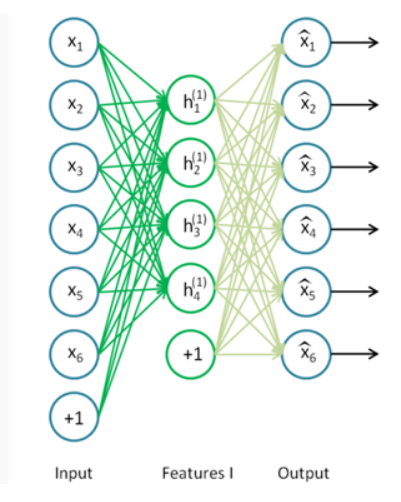 x₁
x₂
x₃
x₄
x₅
x₆
+1
h₁⁽¹⁾
h₂⁽¹⁾
h₃⁽¹⁾
h₄⁽¹⁾
+1
x̂₁
x̂₂
x̂₃
x̂₄
x̂₅
x̂₆
Input
Features I
Output